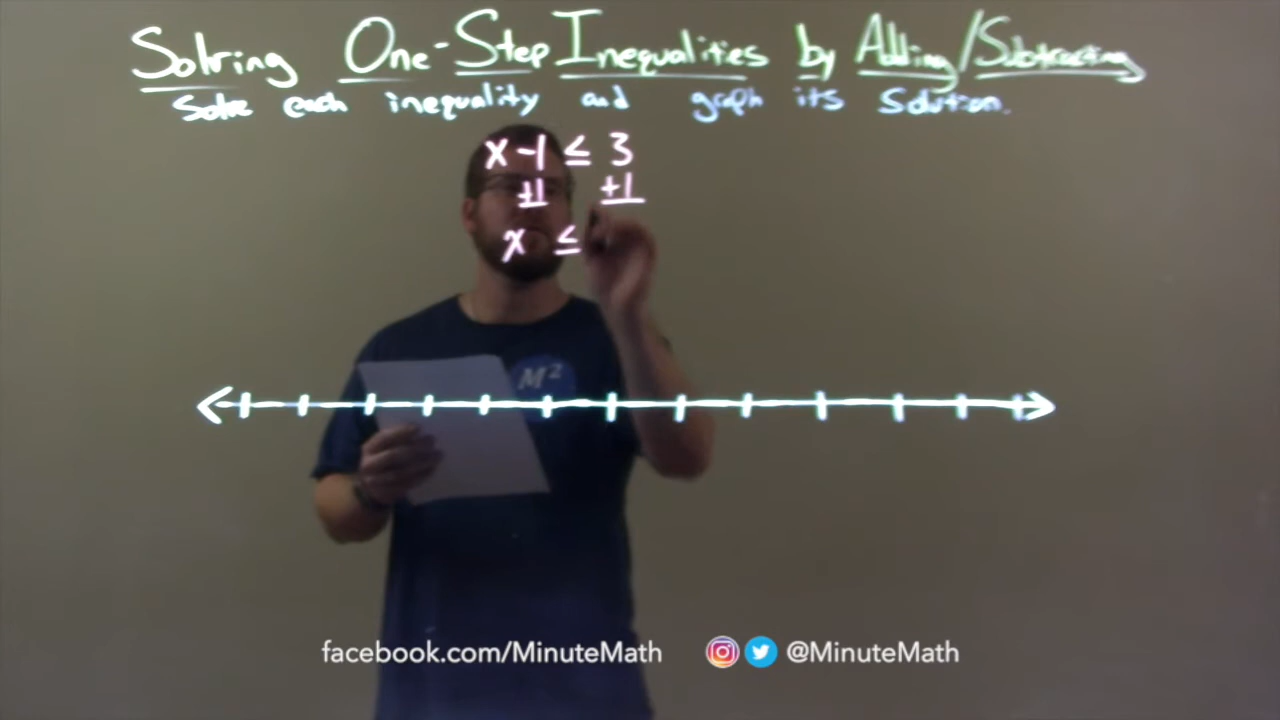 Solving One-Step Inequalities by Adding/Subtracting
Solve each inequality and graph its solution.
x - 1 ≤ 3
+1 +1
x ≤
M²
facebook.com/MinuteMath @MinuteMath